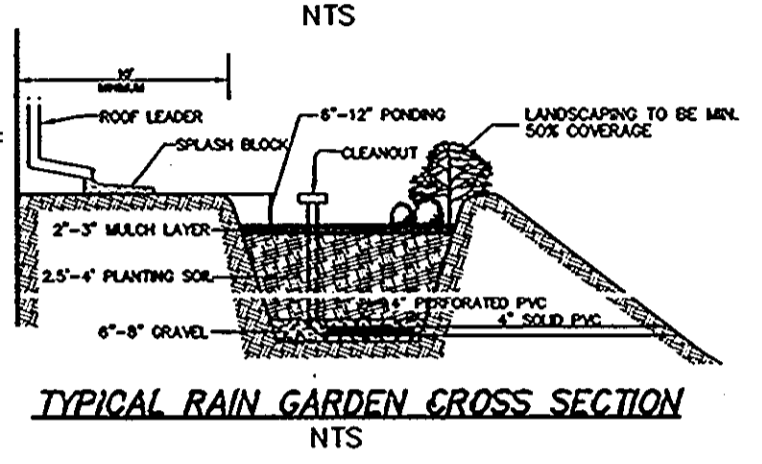 NTS
10'
MINIMUM
ROOF LEADER
6"-12" PONDING
LANDSCAPING TO BE MIN.
50% COVERAGE
SPLASH BLOCK
CLEANOUT
2"-3" MULCH LAYER
2.5'-4' PLANTING SOIL
4" PERFORATED PVC
4" SOLID PVC
6"-8" GRAVEL
TYPICAL RAIN GARDEN CROSS SECTION
NTS